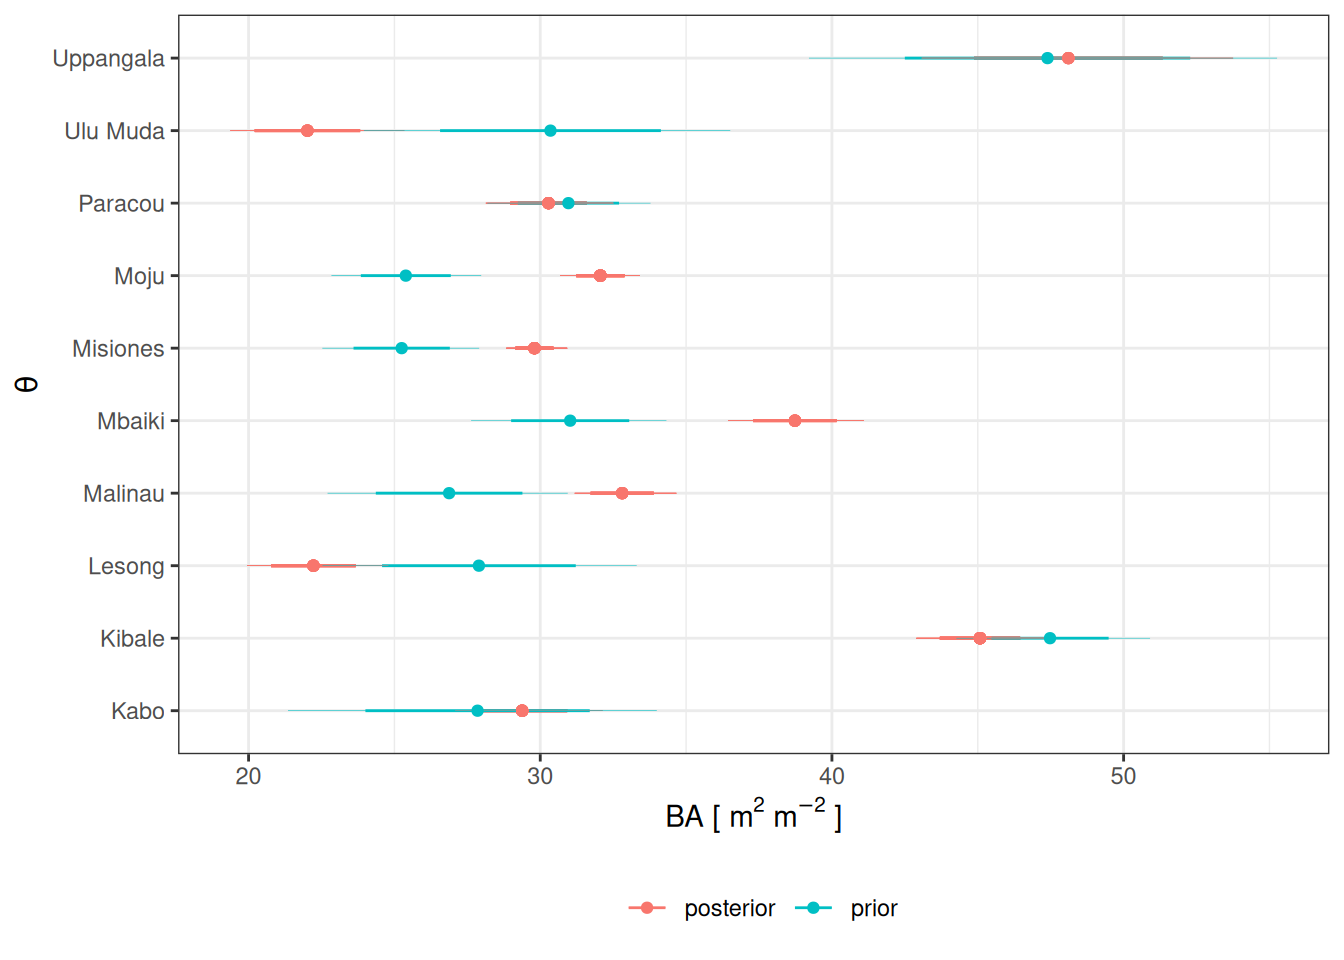 Uppangala
Ulu Muda
Paracou
Moju
Misiones
Mbaiki
Malinau
Lesong
Kibale
Kabo
θ
20 30 40 50
BA [ m² m⁻² ]
posterior prior